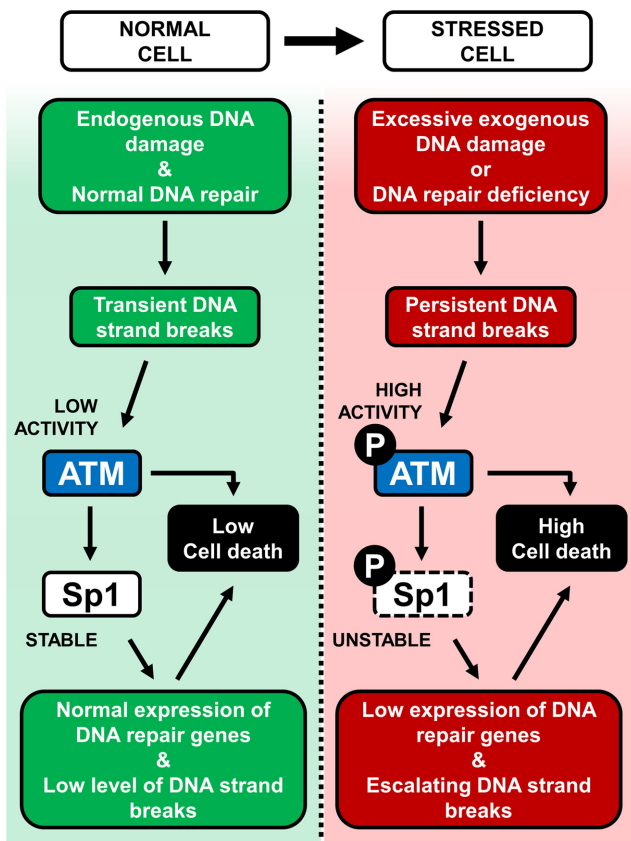 NORMAL
CELL
STRESSED
CELL
Endogenous DNA
damage
&
Normal DNA repair
Transient DNA
strand breaks
LOW
ACTIVITY
ATM
Low
Cell death
Sp1
STABLE
Normal expression of
DNA repair genes
&
Low level of DNA strand
breaks
Excessive exogenous
DNA damage
or
DNA repair deficiency
Persistent DNA
strand breaks
HIGH
ACTIVITY
P
ATM
High
Cell death
P
Sp1
UNSTABLE
Low expression of DNA
repair genes
&
Escalating DNA strand
breaks